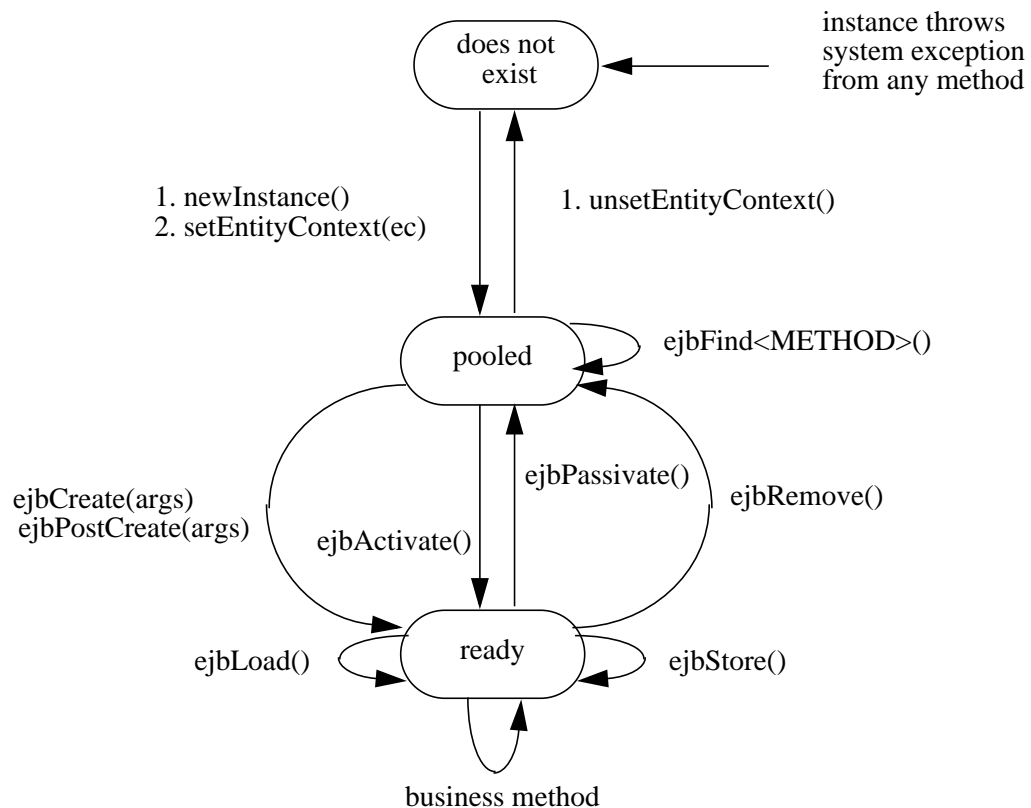 does not
exist
instance throws
system exception
from any method
1. newInstance()
2. setEntityContext(ec)
1. unsetEntityContext()
pooled
ejbFind<METHOD>()
ejbCreate(args)
ejbPostCreate(args)
ejbActivate()
ejbPassivate()
ejbRemove()
ready
ejbLoad()
ejbStore()
business method